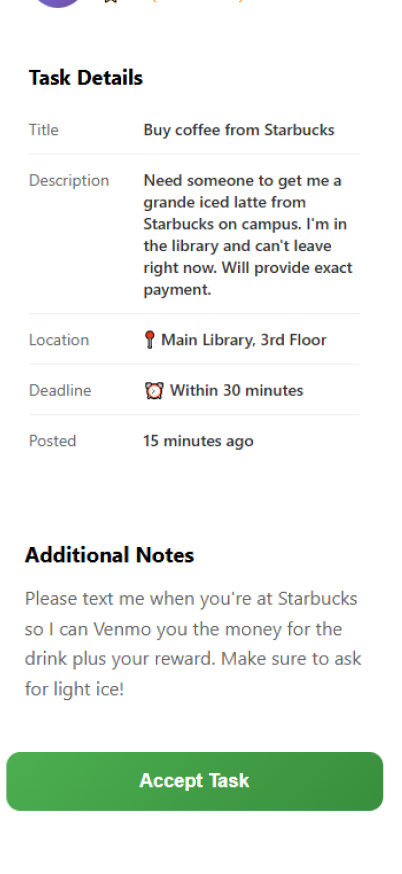 Task Details
Title
Buy coffee from Starbucks
Description
Need someone to get me a
grande iced latte from
Starbucks on campus. I'm in
the library and can't leave
right now. Will provide exact
payment.
Location
📍 Main Library, 3rd Floor
Deadline
⏰ Within 30 minutes
Posted
15 minutes ago
Additional Notes
Please text me when you're at Starbucks
so I can Venmo you the money for the
drink plus your reward. Make sure to ask
for light ice!
Accept Task